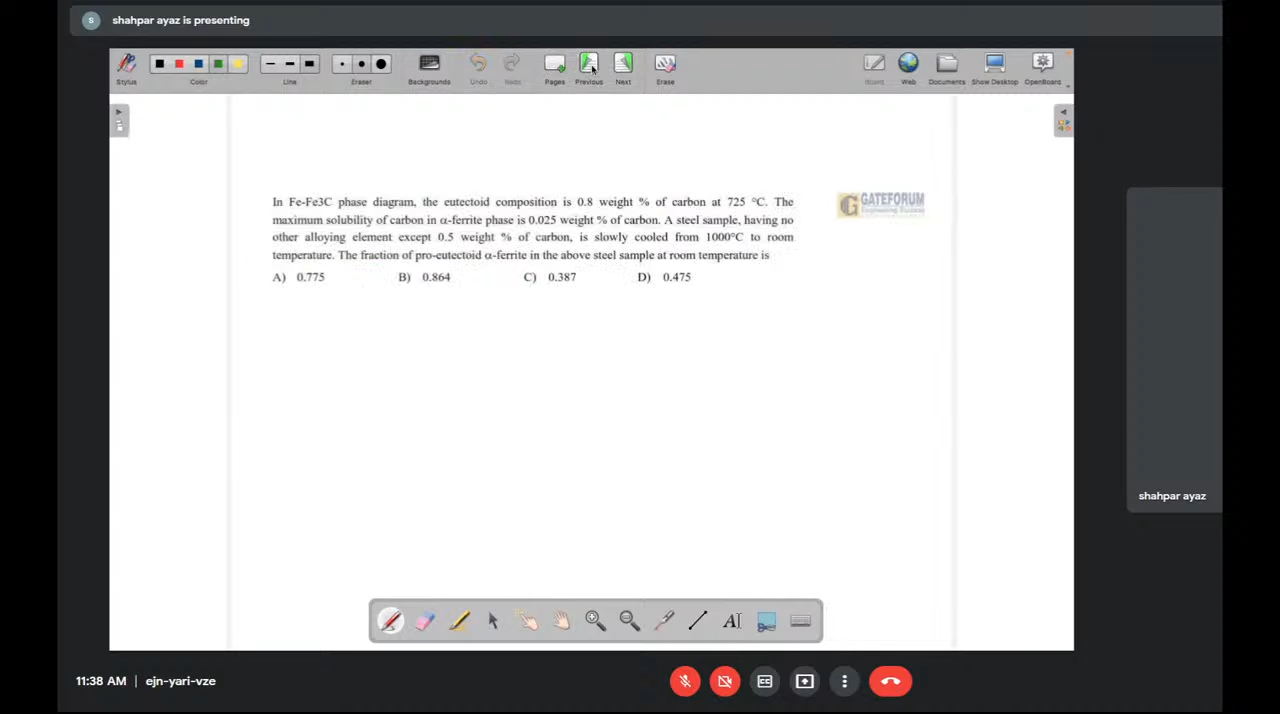 S shahpar ayaz is presenting
Stylus Color Line Eraser Backgrounds Undo Redo Pages Previous Next Erase Board Web Documents Show Desktop OpenBoard
GATEFORUM
Engineering Success
In Fe-Fe3C phase diagram, the eutectoid composition is 0.8 weight % of carbon at 725 °C. The
maximum solubility of carbon in α-ferrite phase is 0.025 weight % of carbon. A steel sample, having no
other alloying element except 0.5 weight % of carbon, is slowly cooled from 1000°C to room
temperature. The fraction of pro-eutectoid α-ferrite in the above steel sample at room temperature is
A) 0.775 B) 0.864 C) 0.387 D) 0.475
shahpar ayaz
11:38 AM | ejn-yari-vze